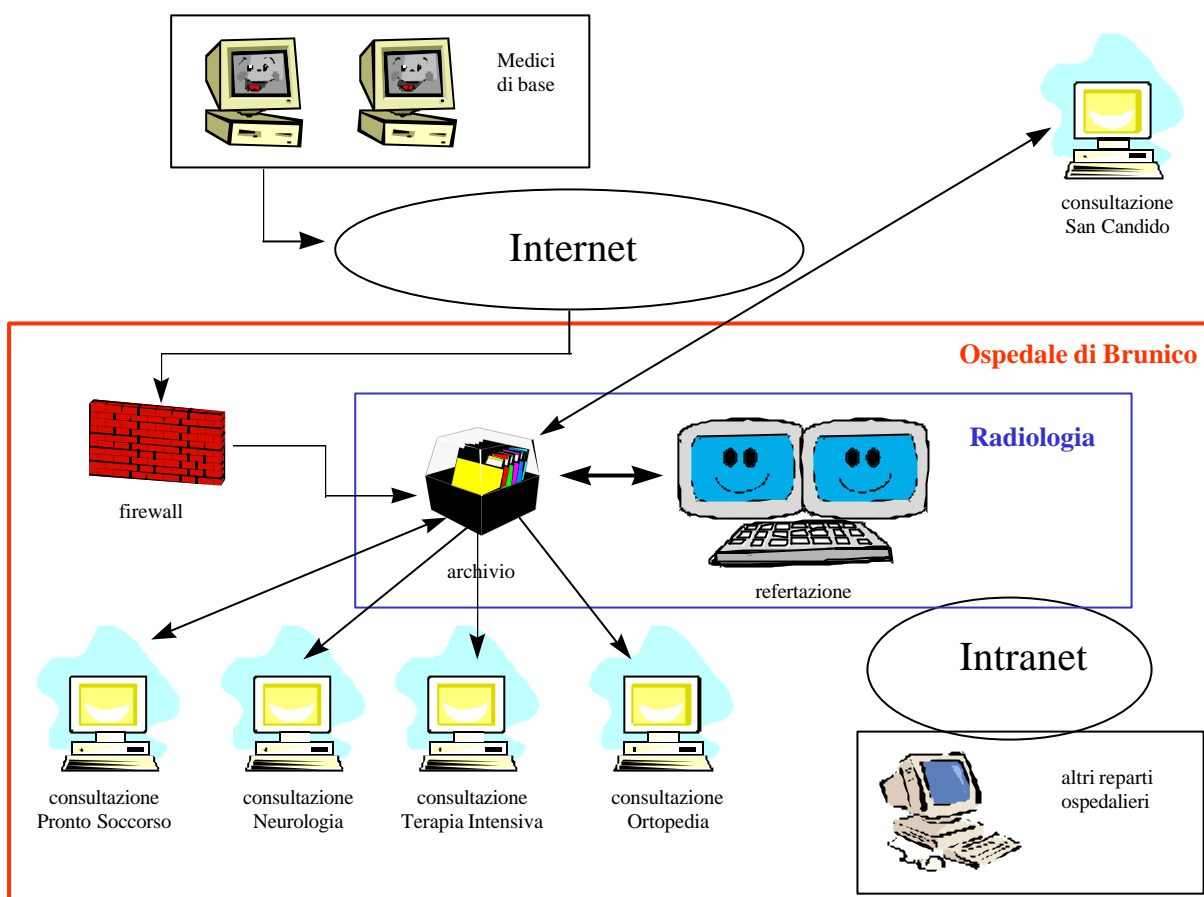 Medici
di base
consultazione
San Candido
Internet
Ospedale di Brunico
Radiologia
firewall
archivio
refertazione
Intranet
consultazione
Pronto Soccorso
consultazione
Neurologia
consultazione
Terapia Intensiva
consultazione
Ortopedia
altri reparti
ospedalieri